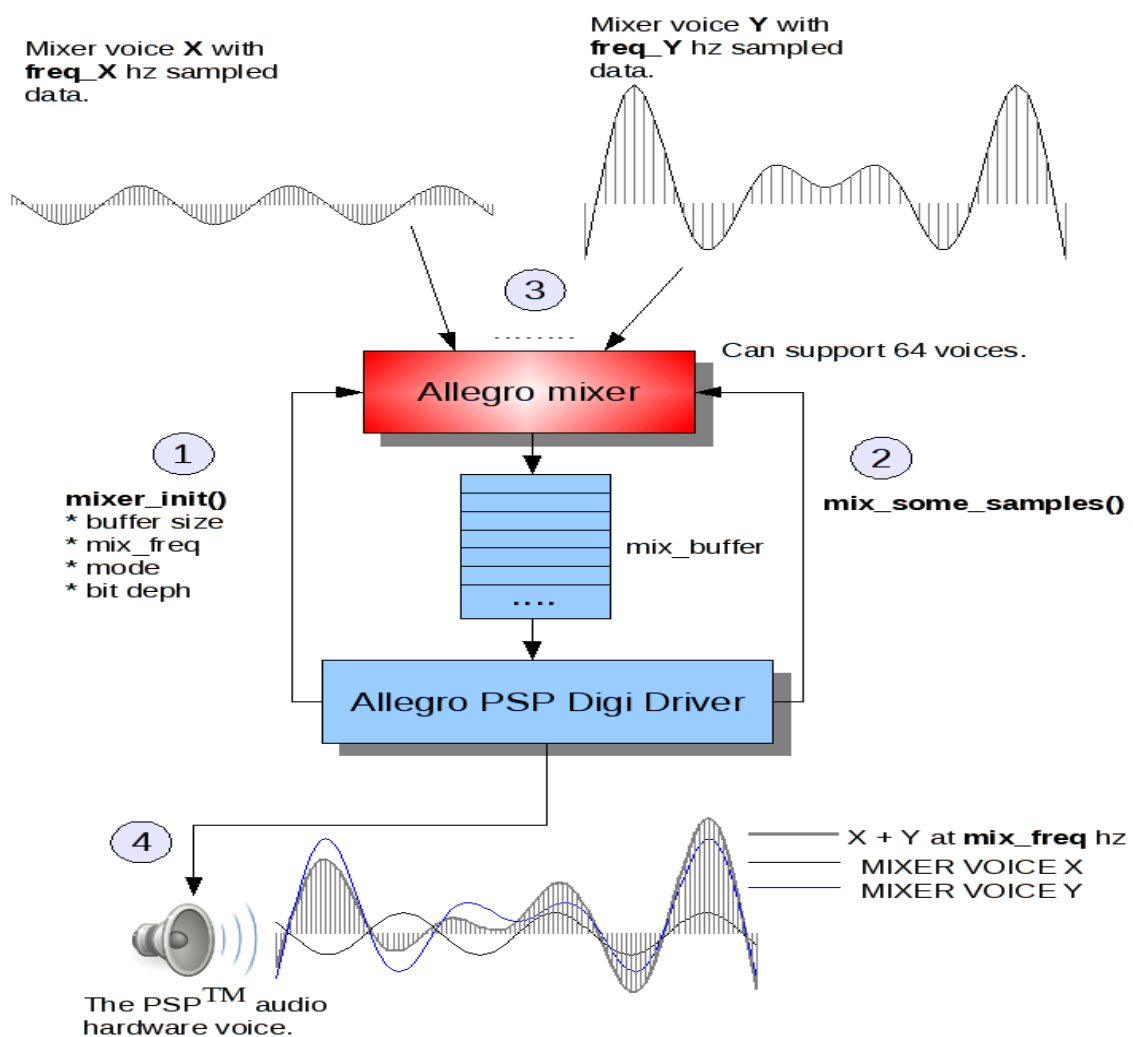 Mixer voice X with
freq_X hz sampled
data.
Mixer voice Y with
freq_Y hz sampled
data.
3
Can support 64 voices.
Allegro mixer
1
mixer_init()
* buffer size
* mix_freq
* mode
* bit deph
2
mix_some_samples()
mix_buffer
....
Allegro PSP Digi Driver
4
X + Y at mix_freq hz
MIXER VOICE X
MIXER VOICE Y
The PSP™ audio
hardware voice.